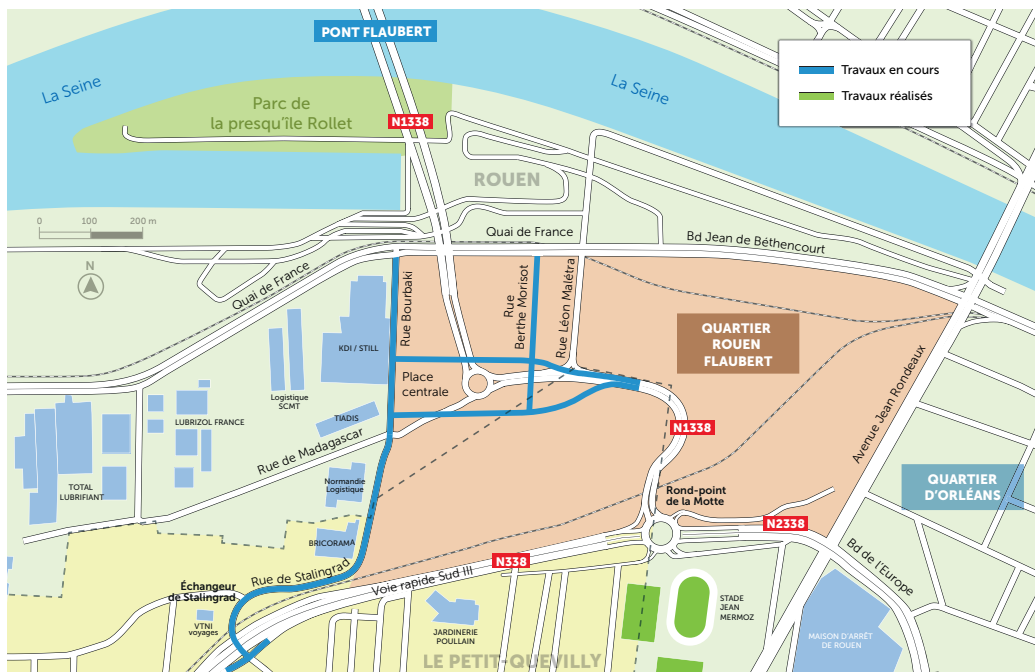 PONT FLAUBERT
La Seine
La Seine
Travaux en cours
Travaux réalisés
Parc de
la presqu'île Rollet
N1338
ROUEN
0 100 200 m
N
Quai de France
Quai de France
Bd Jean de Béthencourt
Rue Bourbaki
Rue
Berthe Morisot
Rue Léon Malétra
QUARTIER
ROUEN
FLAUBERT
KDI / STILL
Place
centrale
Logistique
SCMT
TIADIS
LUBRIZOL FRANCE
Rue de Madagascar
N1338
Avenue Jean Rondeaux
TOTAL
LUBRIFIANT
Normandie
Logistique
QUARTIER
D'ORLÉANS
Rond-point
de la Motte
N2338
BRICORAMA
N338
Bd de l'Europe
Rue de Stalingrad
Voie rapide Sud III
Échangeur
de Stalingrad
VTNI
voyages
JARDINERIE
POULLAIN
STADE
JEAN
MERMOZ
MAISON D'ARRÊT
DE ROUEN
LE PETIT-QUEVILLY